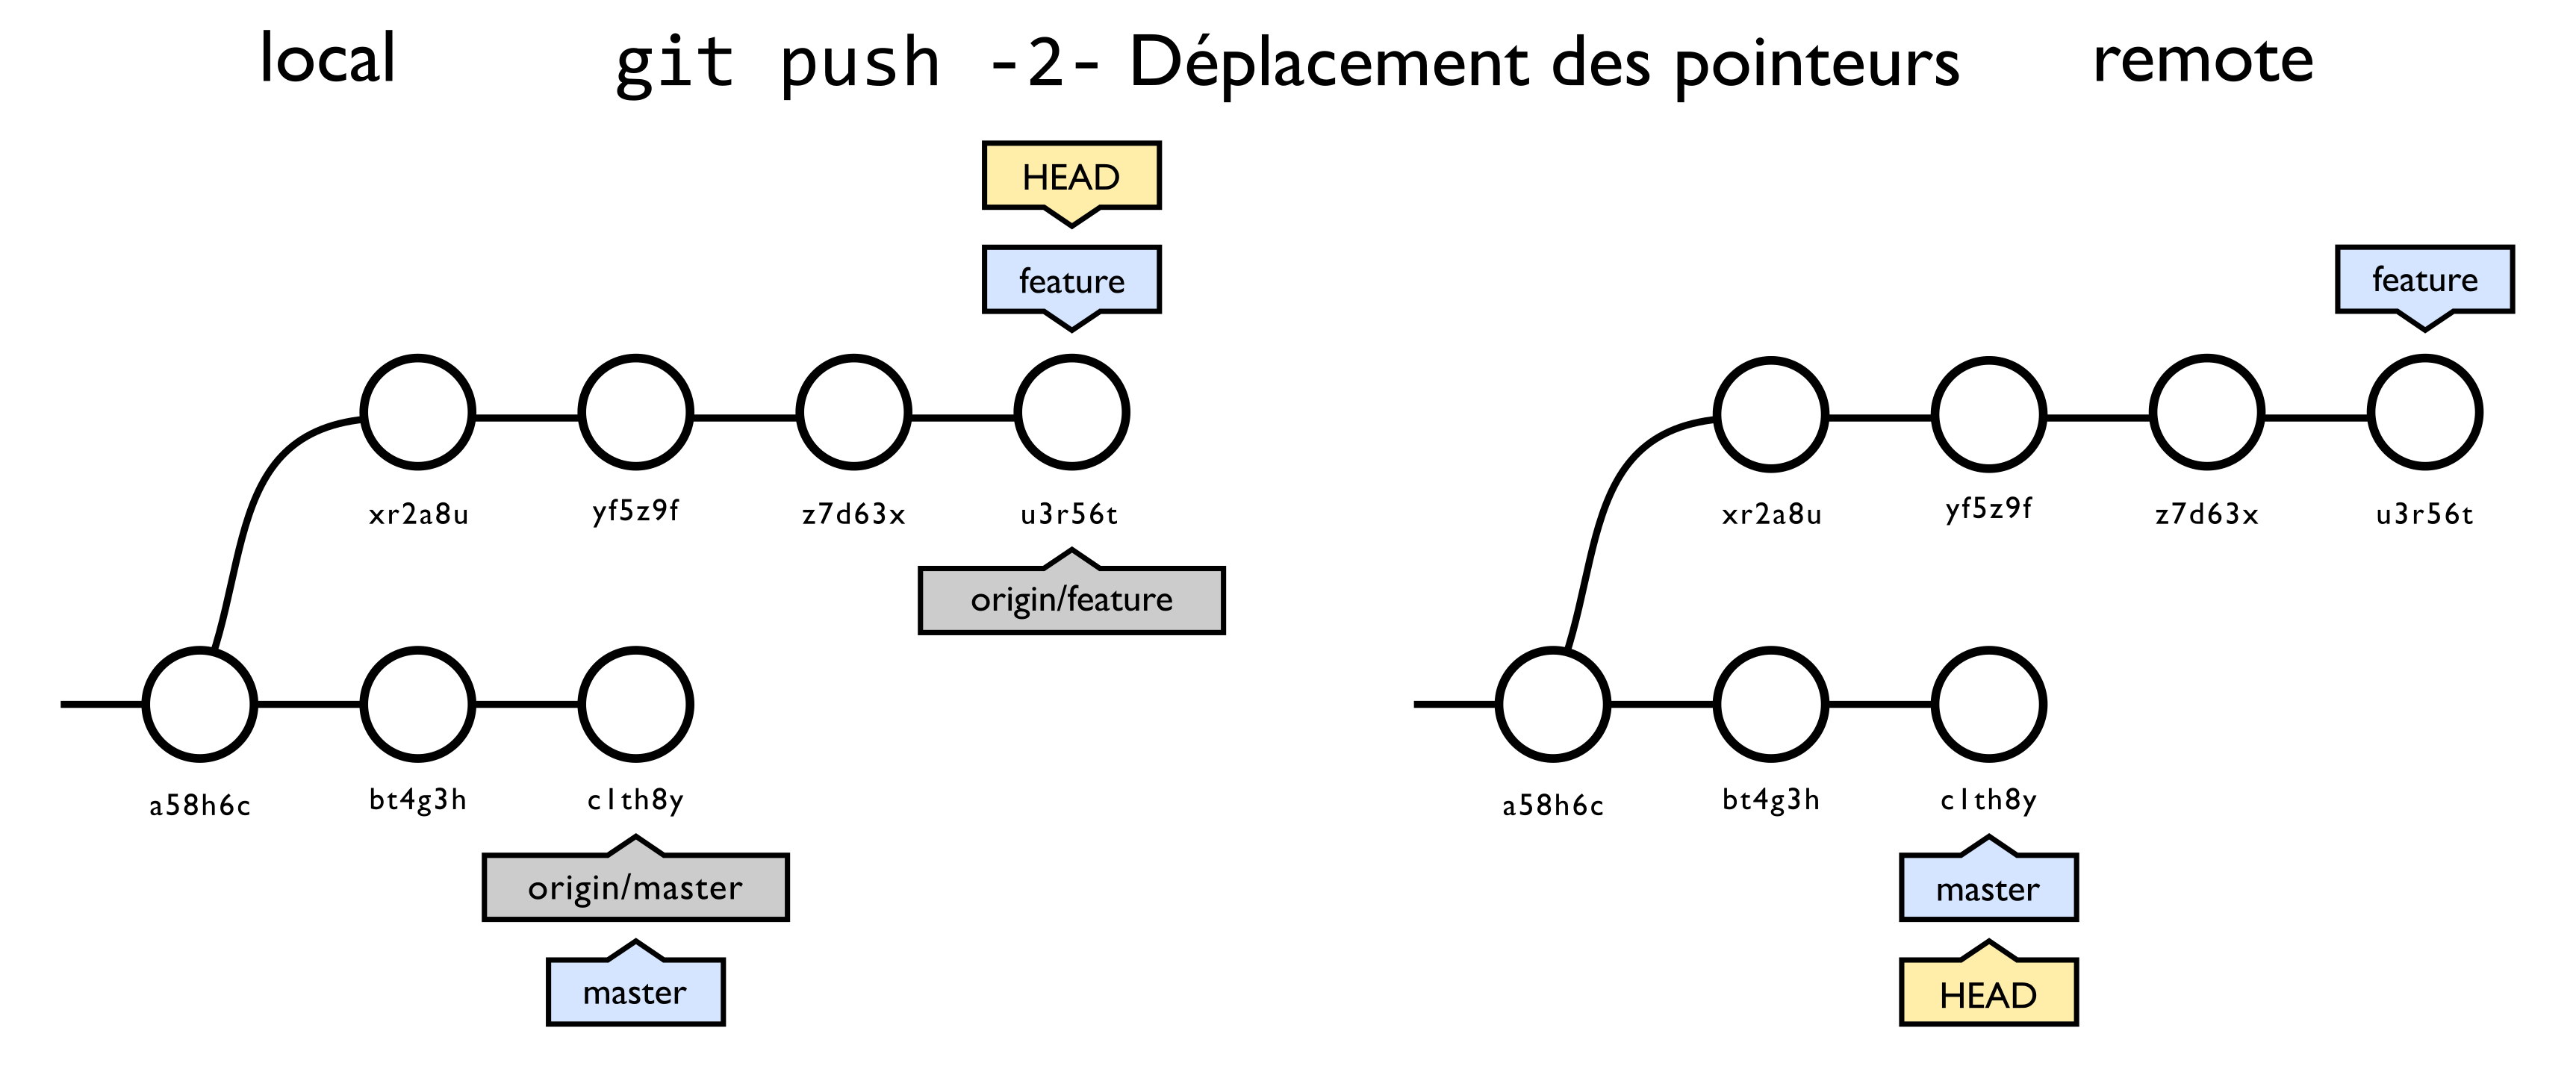 local
git push -2- Déplacement des pointeurs
remote
HEAD
feature
feature
xr2a8u
yf5z9f
z7d63x
u3r56t
xr2a8u
yf5z9f
z7d63x
u3r56t
origin/feature
a58h6c
bt4g3h
c1th8y
a58h6c
bt4g3h
c1th8y
origin/master
master
master
HEAD